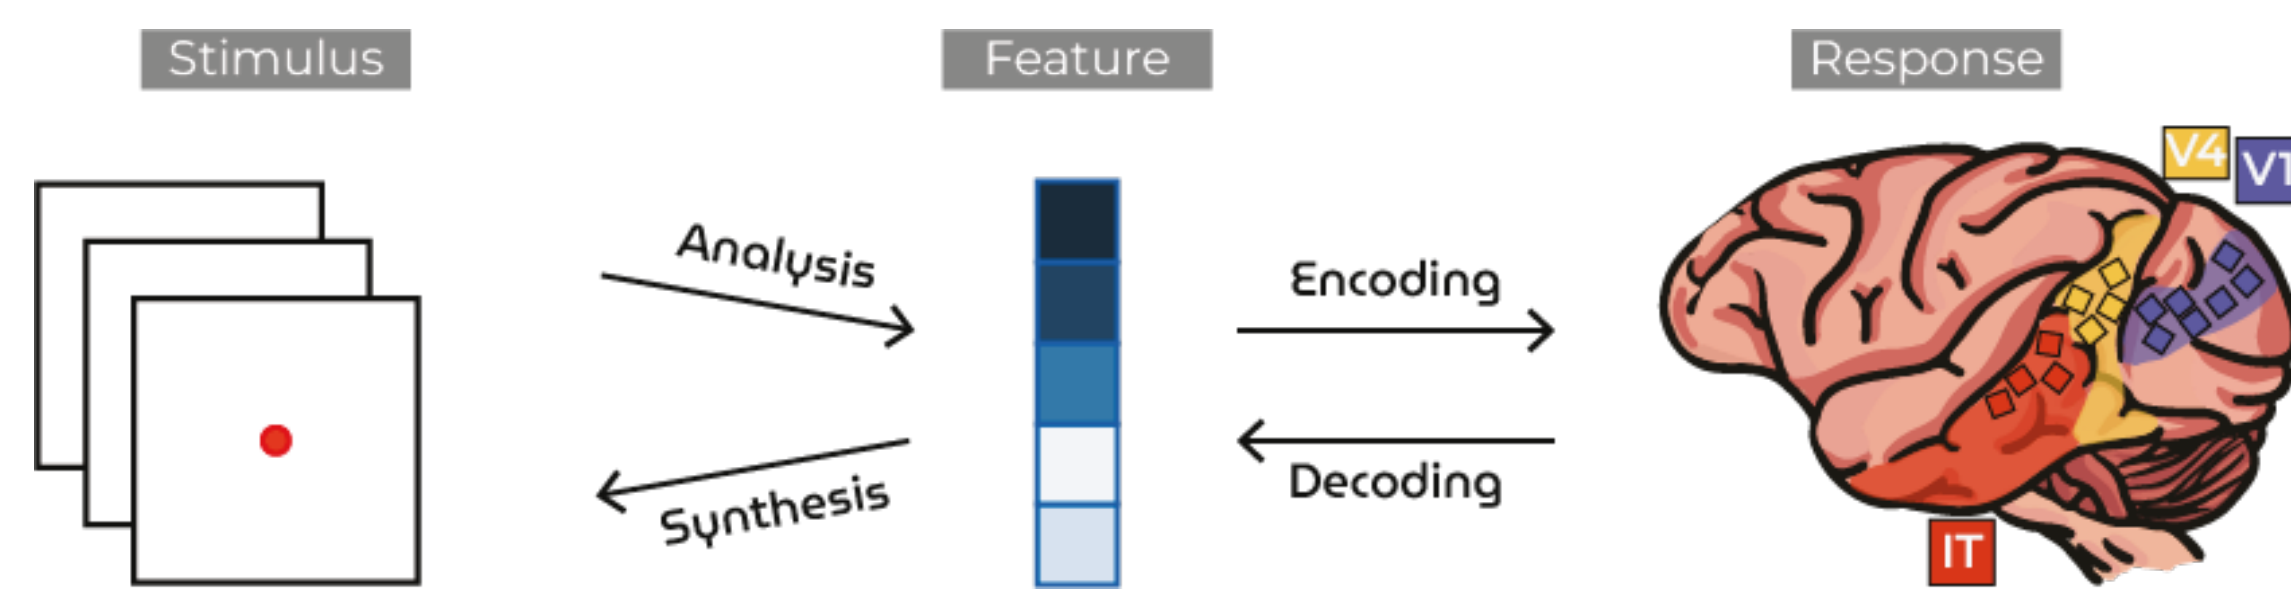 Stimulus
Feature
Response
V4
V1
Analysis
Encoding
Synthesis
Decoding
IT